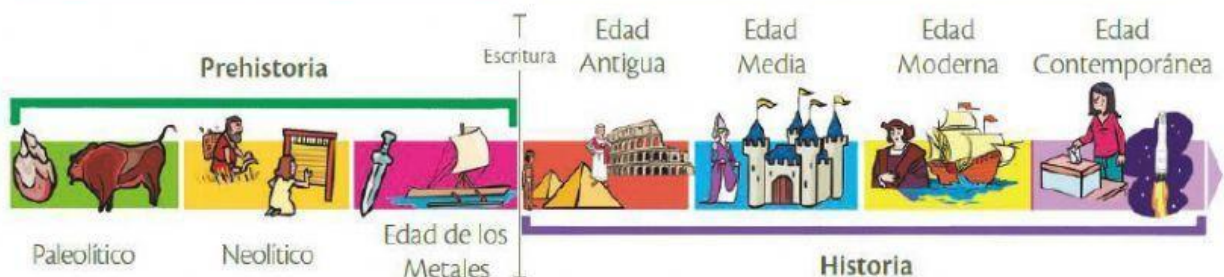 Prehistoria
Escritura
Edad
Antigua
Edad
Media
Edad
Moderna
Edad
Contemporánea
Paleolítico
Neolítico
Edad de los
Metales
Historia